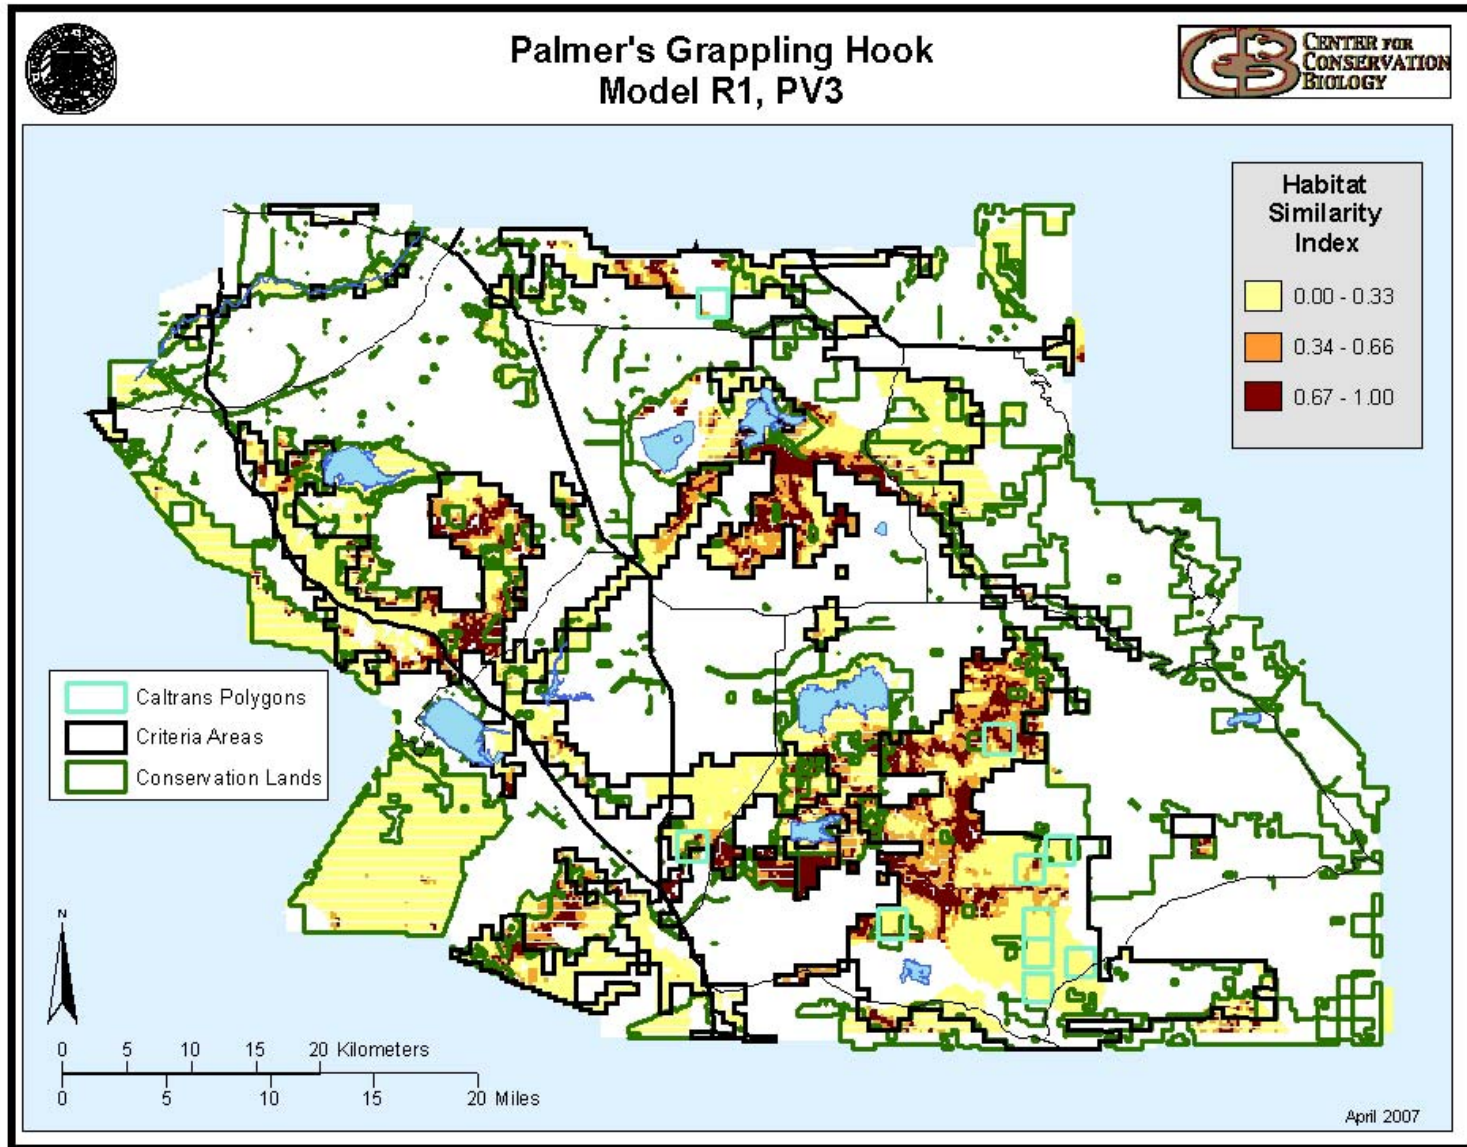 Palmer's Grappling Hook
Model R1, PV3
CENTER FOR
CONSERVATION
BIOLOGY
Habitat
Similarity
Index
0.00 - 0.33
0.34 - 0.66
0.67 - 1.00
Caltrans Polygons
Criteria Areas
Conservation Lands
N
0 5 10 15 20 Kilometers
0 5 10 15 20 Miles
April 2007